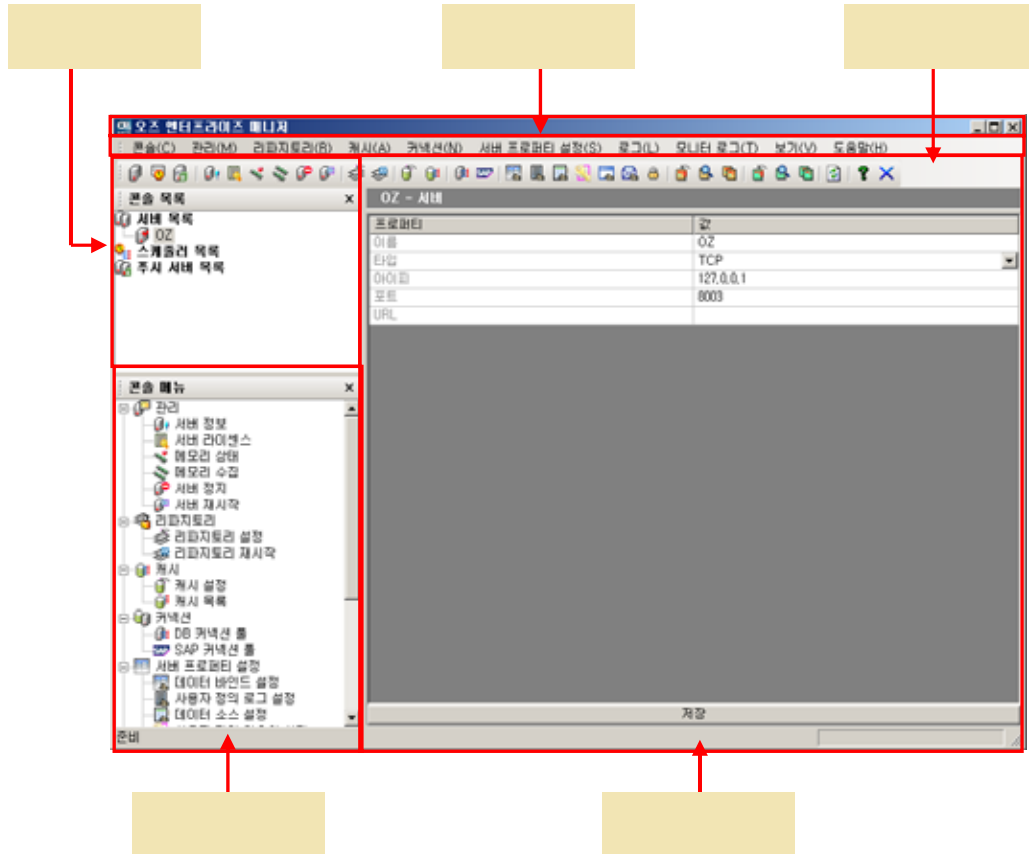 오즈 엔터프라이즈 매니저
콘솔(C) 관리(M) 리파지토리(R) 캐시(A) 커넥션(N) 서버 프로퍼티 설정(S) 로그(L) 모니터 로그(T) 보기(V) 도움말(H)
콘솔 목록
서버 목록
OZ
스케줄러 목록
주시 서버 목록
OZ - 서버
프로퍼티 값
이름 OZ
타입 TCP
아이피 127.0.0.1
포트 8003
URL
콘솔 메뉴
관리
서버 정보
서버 라이센스
메모리 상태
메모리 수집
서버 정지
서버 재시작
리파지토리
리파지토리 설정
리파지토리 재시작
캐시
캐시 설정
캐시 목록
커넥션
DB 커넥션 풀
SAP 커넥션 풀
서버 프로퍼티 설정
데이터 바인드 설정
사용자 정의 로그 설정
데이터 소스 설정
저장
준비